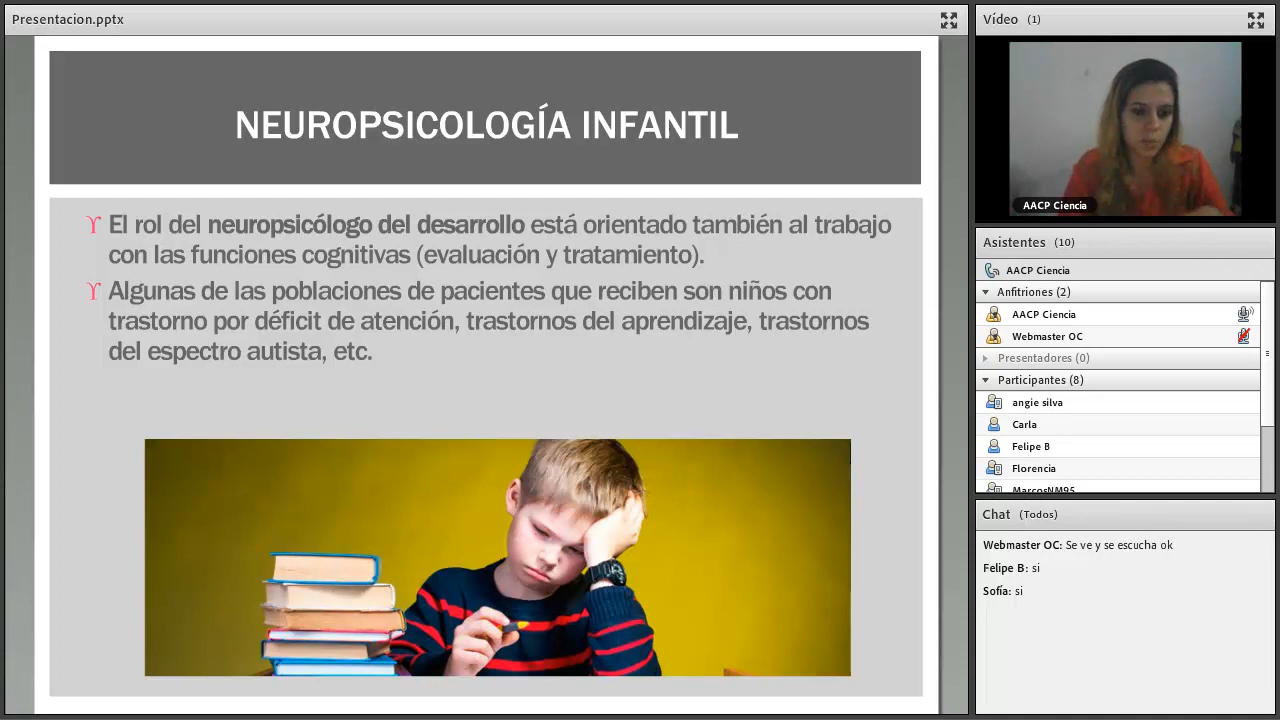 Presentacion.pptx
NEUROPSICOLOGÍA INFANTIL
El rol del neuropsicólogo del desarrollo está orientado también al trabajo
con las funciones cognitivas (evaluación y tratamiento).
Algunas de las poblaciones de pacientes que reciben son niños con
trastorno por déficit de atención, trastornos del aprendizaje, trastornos
del espectro autista, etc.
Vídeo (1)
AACP Ciencia
Asistentes (10)
AACP Ciencia
Anfitriones (2)
AACP Ciencia
Webmaster OC
Presentadores (0)
Participantes (8)
angie silva
Carla
Felipe B
Florencia
MarcosNM95
Chat (Todos)
Webmaster OC: Se ve y se escucha ok
Felipe B: si
Sofía: si